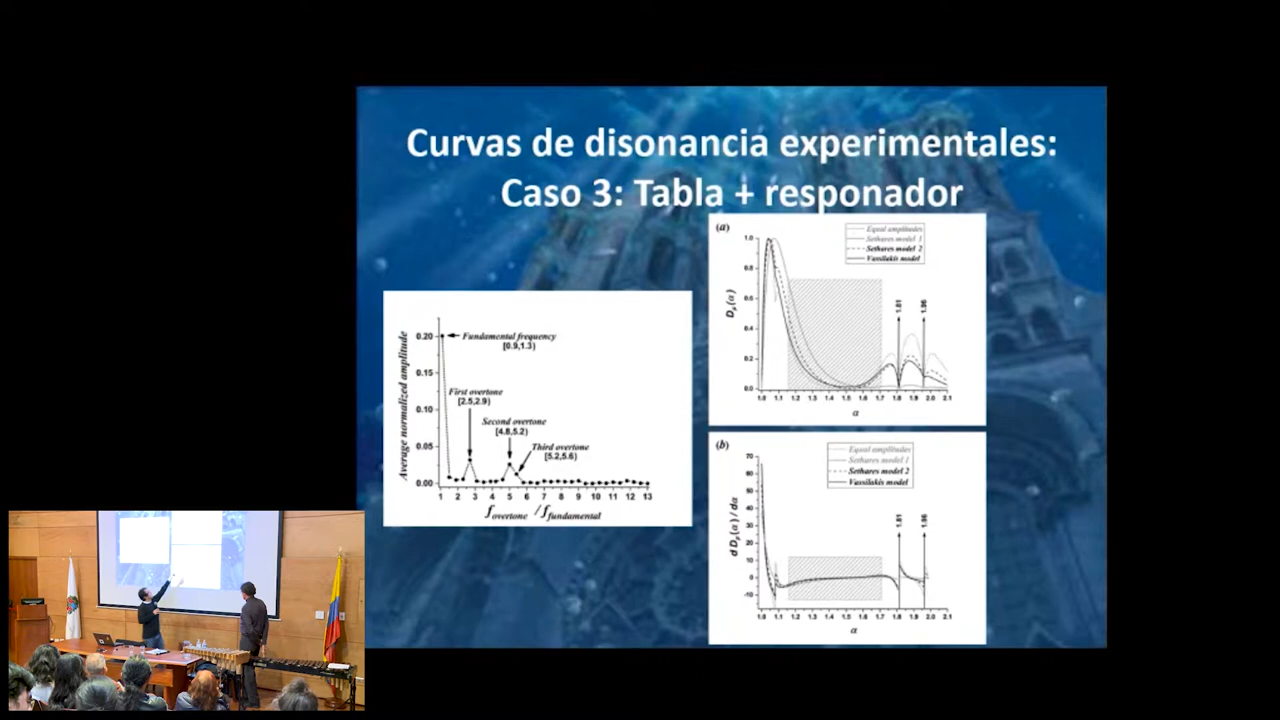 Curvas de disonancia experimentales:
Caso 3: Tabla + responador
Average normalized amplitude
0.20
0.15
0.10
0.05
0.00
Fundamental frequency
[0.9,1.3)
First overtone
[2.5,2.9)
Second overtone
[4.8,5.2)
Third overtone
[5.2,5.6)
1 2 3 4 5 6 7 8 9 10 11 12 13
f overtone / f fundamental
(a)
Equal amplitudes
Sethares model 1
Sethares model 2
Vassilakis model
DF(α)
1.0
0.8
0.6
0.4
0.2
0.0
1.81
1.96
1.0 1.1 1.2 1.3 1.4 1.5 1.6 1.7 1.8 1.9 2.0 2.1
α
(b)
Equal amplitudes
Sethares model 1
Sethares model 2
Vassilakis model
d DF(α) / dα
70
60
50
40
30
20
10
0
-10
1.81
1.96
1.0 1.1 1.2 1.3 1.4 1.5 1.6 1.7 1.8 1.9 2.0 2.1
α